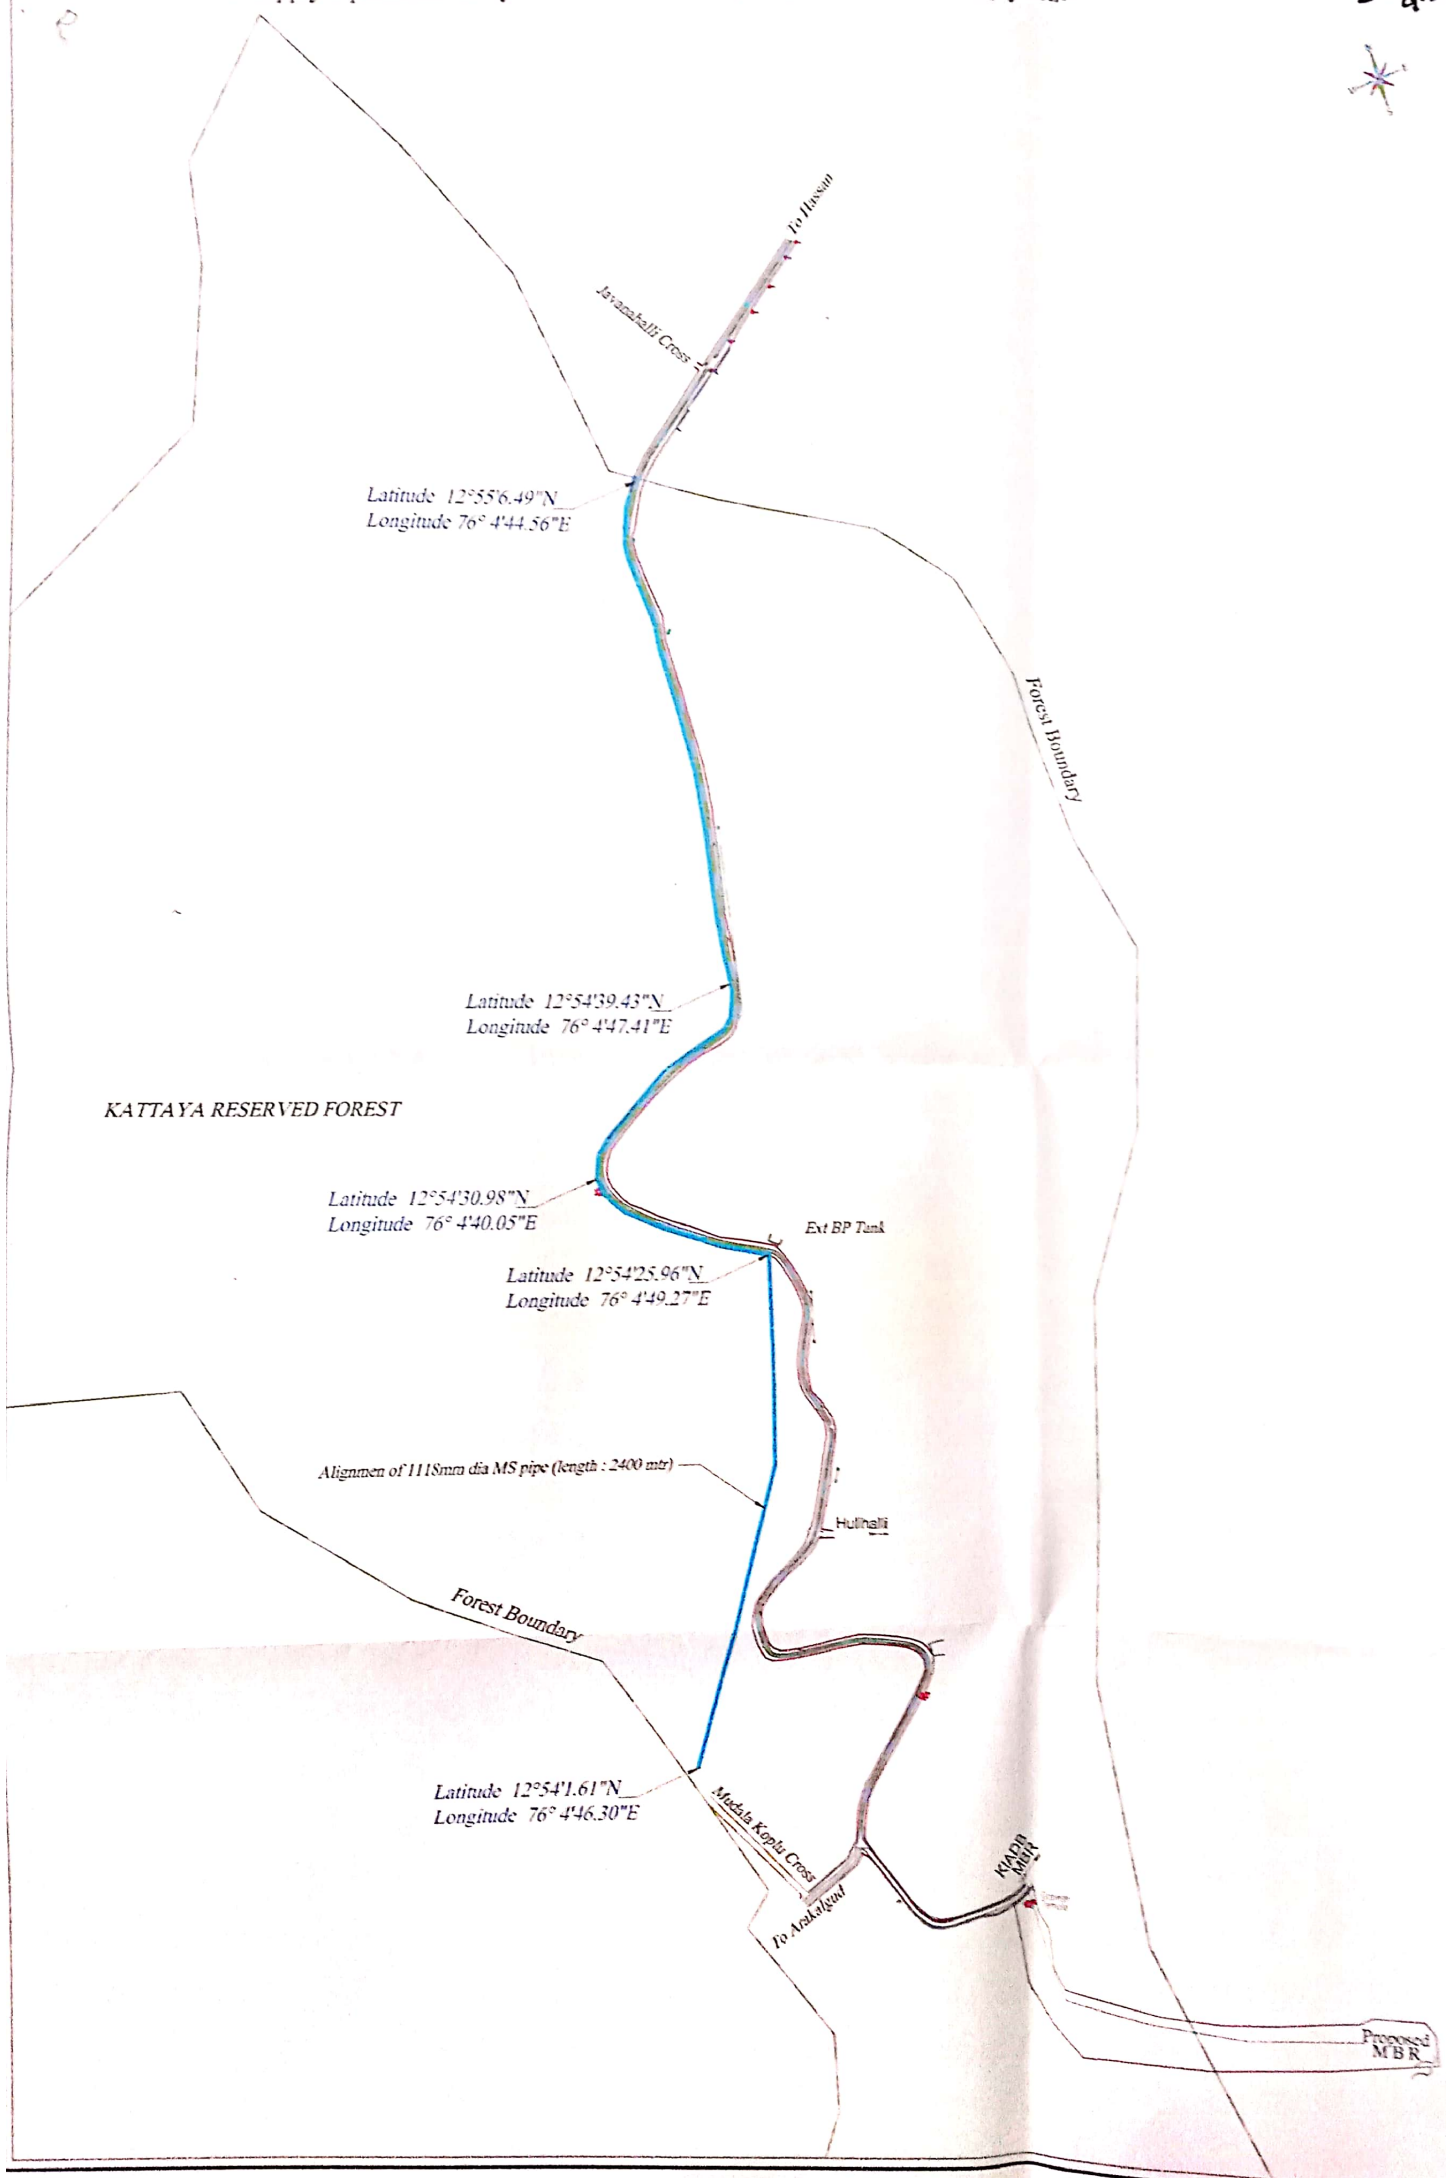 To Hassan
Javanahalli Cross
Latitude 12°55'6.49"N
Longitude 76° 4'44.56"E
Forest Boundary
Latitude 12°54'39.43"N
Longitude 76° 4'47.41"E
KATTAYA RESERVED FOREST
Latitude 12°54'30.98"N
Longitude 76° 4'40.05"E
Ext BP Tank
Latitude 12°54'25.96"N
Longitude 76° 4'49.27"E
Alignmen of 1118mm dia MS pipe (length : 2400 mtr)
Hullhalli
Forest Boundary
Latitude 12°54'1.61"N
Longitude 76° 4'46.30"E
Mudala Koplu Cross
To Arakalgud
KIADB
MBR
Proposed
MBR